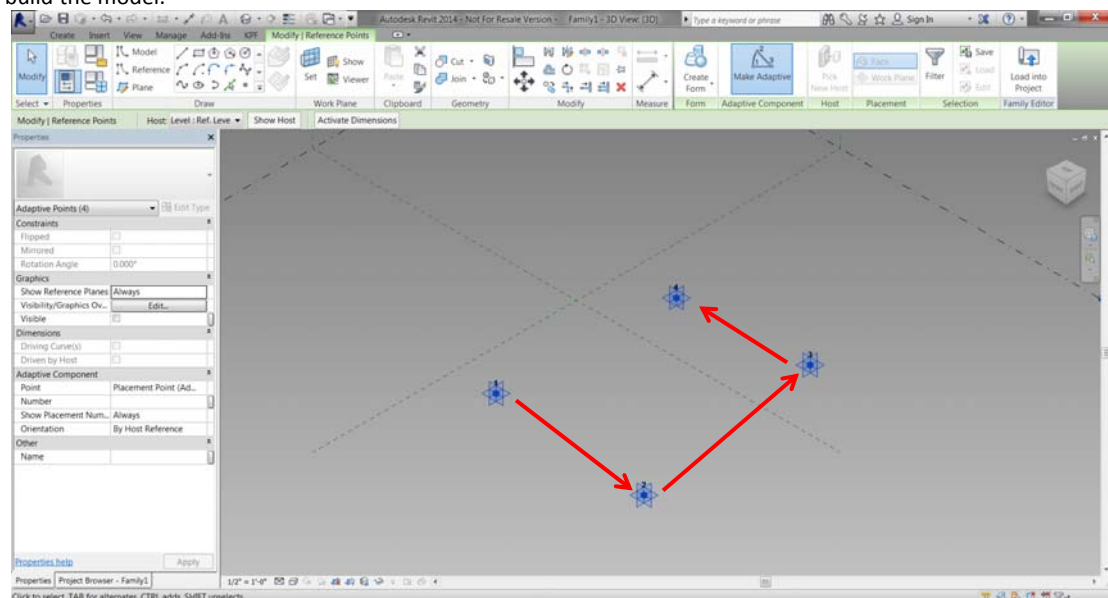 build the model.
Autodesk Revit 2014 - Not For Resale Version - Family1 - 3D View: {3D}
Type a keyword or phrase
Sign In
Create Insert View Manage Add-Ins KPF Modify | Reference Points
Modify
Model
Reference
Plane
Set
Show
Viewer
Paste
Cut
Join
Create Form
Make Adaptive
Pick New Host
Face
Work Plane
Filter
Save
Load
Edit
Load into Project
Select Properties Draw Work Plane Clipboard Geometry Modify Measure Form Adaptive Component Host Placement Selection Family Editor
Modify | Reference Points Host: Level : Ref. Leve Show Host Activate Dimensions
Properties
Adaptive Points (4) Edit Type
Constraints
Flipped
Mirrored
Rotation Angle 0.000°
Graphics
Show Reference Planes Always
Visibility/Graphics Ov... Edit...
Visible
Dimensions
Driving Curve(s)
Driven by Host
Adaptive Component
Point Placement Point (Ad...
Number
Show Placement Num... Always
Orientation By Host Reference
Other
Name
4
3
1
2
Properties help Apply
Properties Project Browser - Family1
1/2" = 1'-0"
Click to select, TAB for alternates, CTRL adds, SHIFT unselects.